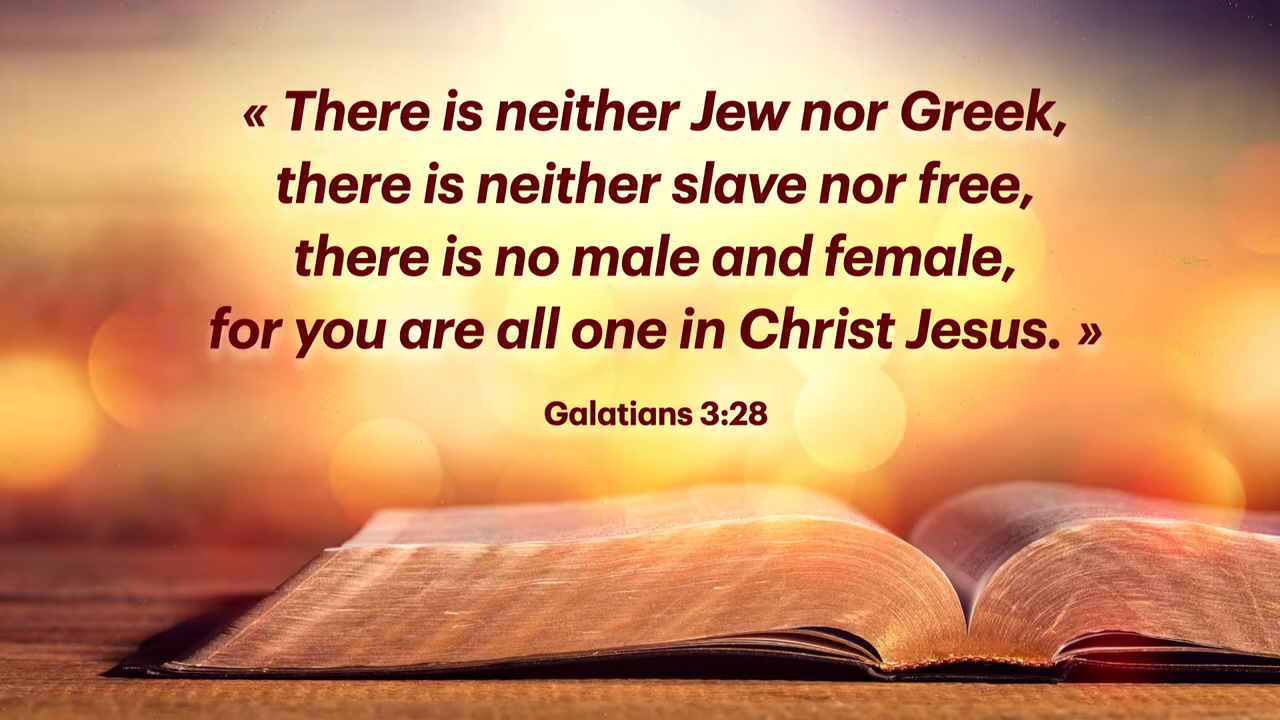 « There is neither Jew nor Greek,
there is neither slave nor free,
there is no male and female,
for you are all one in Christ Jesus. »
Galatians 3:28